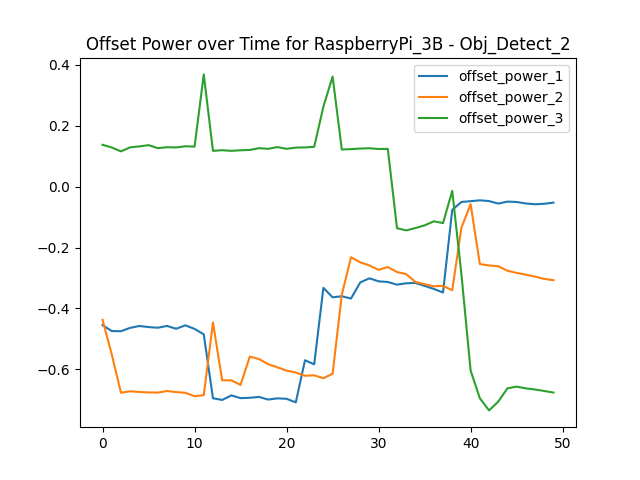 Offset Power over Time for RaspberryPi_3B - Obj_Detect_2
offset_power_1
offset_power_2
offset_power_3
0.4
0.2
0.0
−0.2
−0.4
−0.6
0 10 20 30 40 50